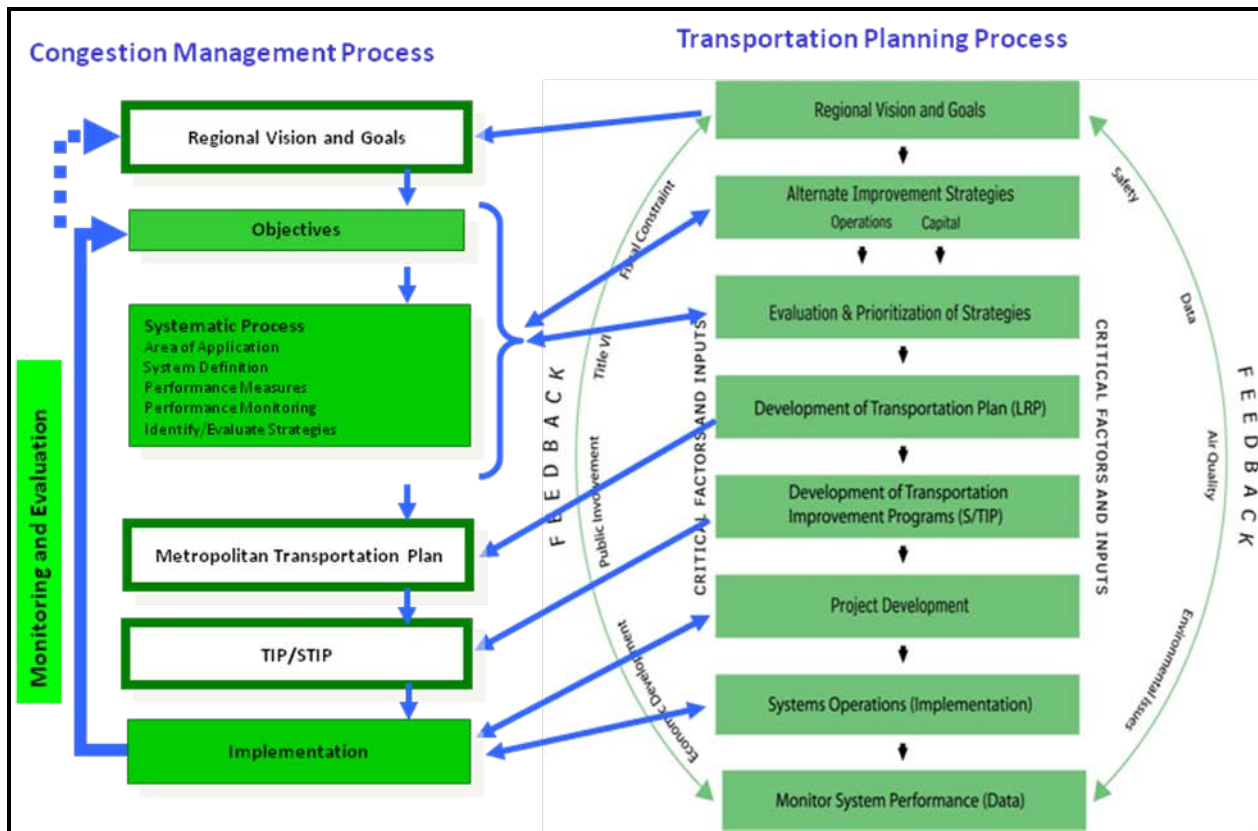 Congestion Management Process
Transportation Planning Process
Regional Vision and Goals
Objectives
Systematic Process
Area of Application
System Definition
Performance Measures
Performance Monitoring
Identify/Evaluate Strategies
Metropolitan Transportation Plan
TIP/STIP
Implementation
Monitoring and Evaluation
Regional Vision and Goals
Alternate Improvement Strategies
Operations Capital
Evaluation & Prioritization of Strategies
Development of Transportation Plan (LRP)
Development of Transportation
Improvement Programs (S/TIP)
Project Development
Systems Operations (Implementation)
Monitor System Performance (Data)
FEEDBACK
Fiscal Constraint
Title VI
Public Involvement
Economic Development
CRITICAL FACTORS AND INPUTS
CRITICAL FACTORS AND INPUTS
Safety
Data
Air Quality
Environmental Issues
FEEDBACK